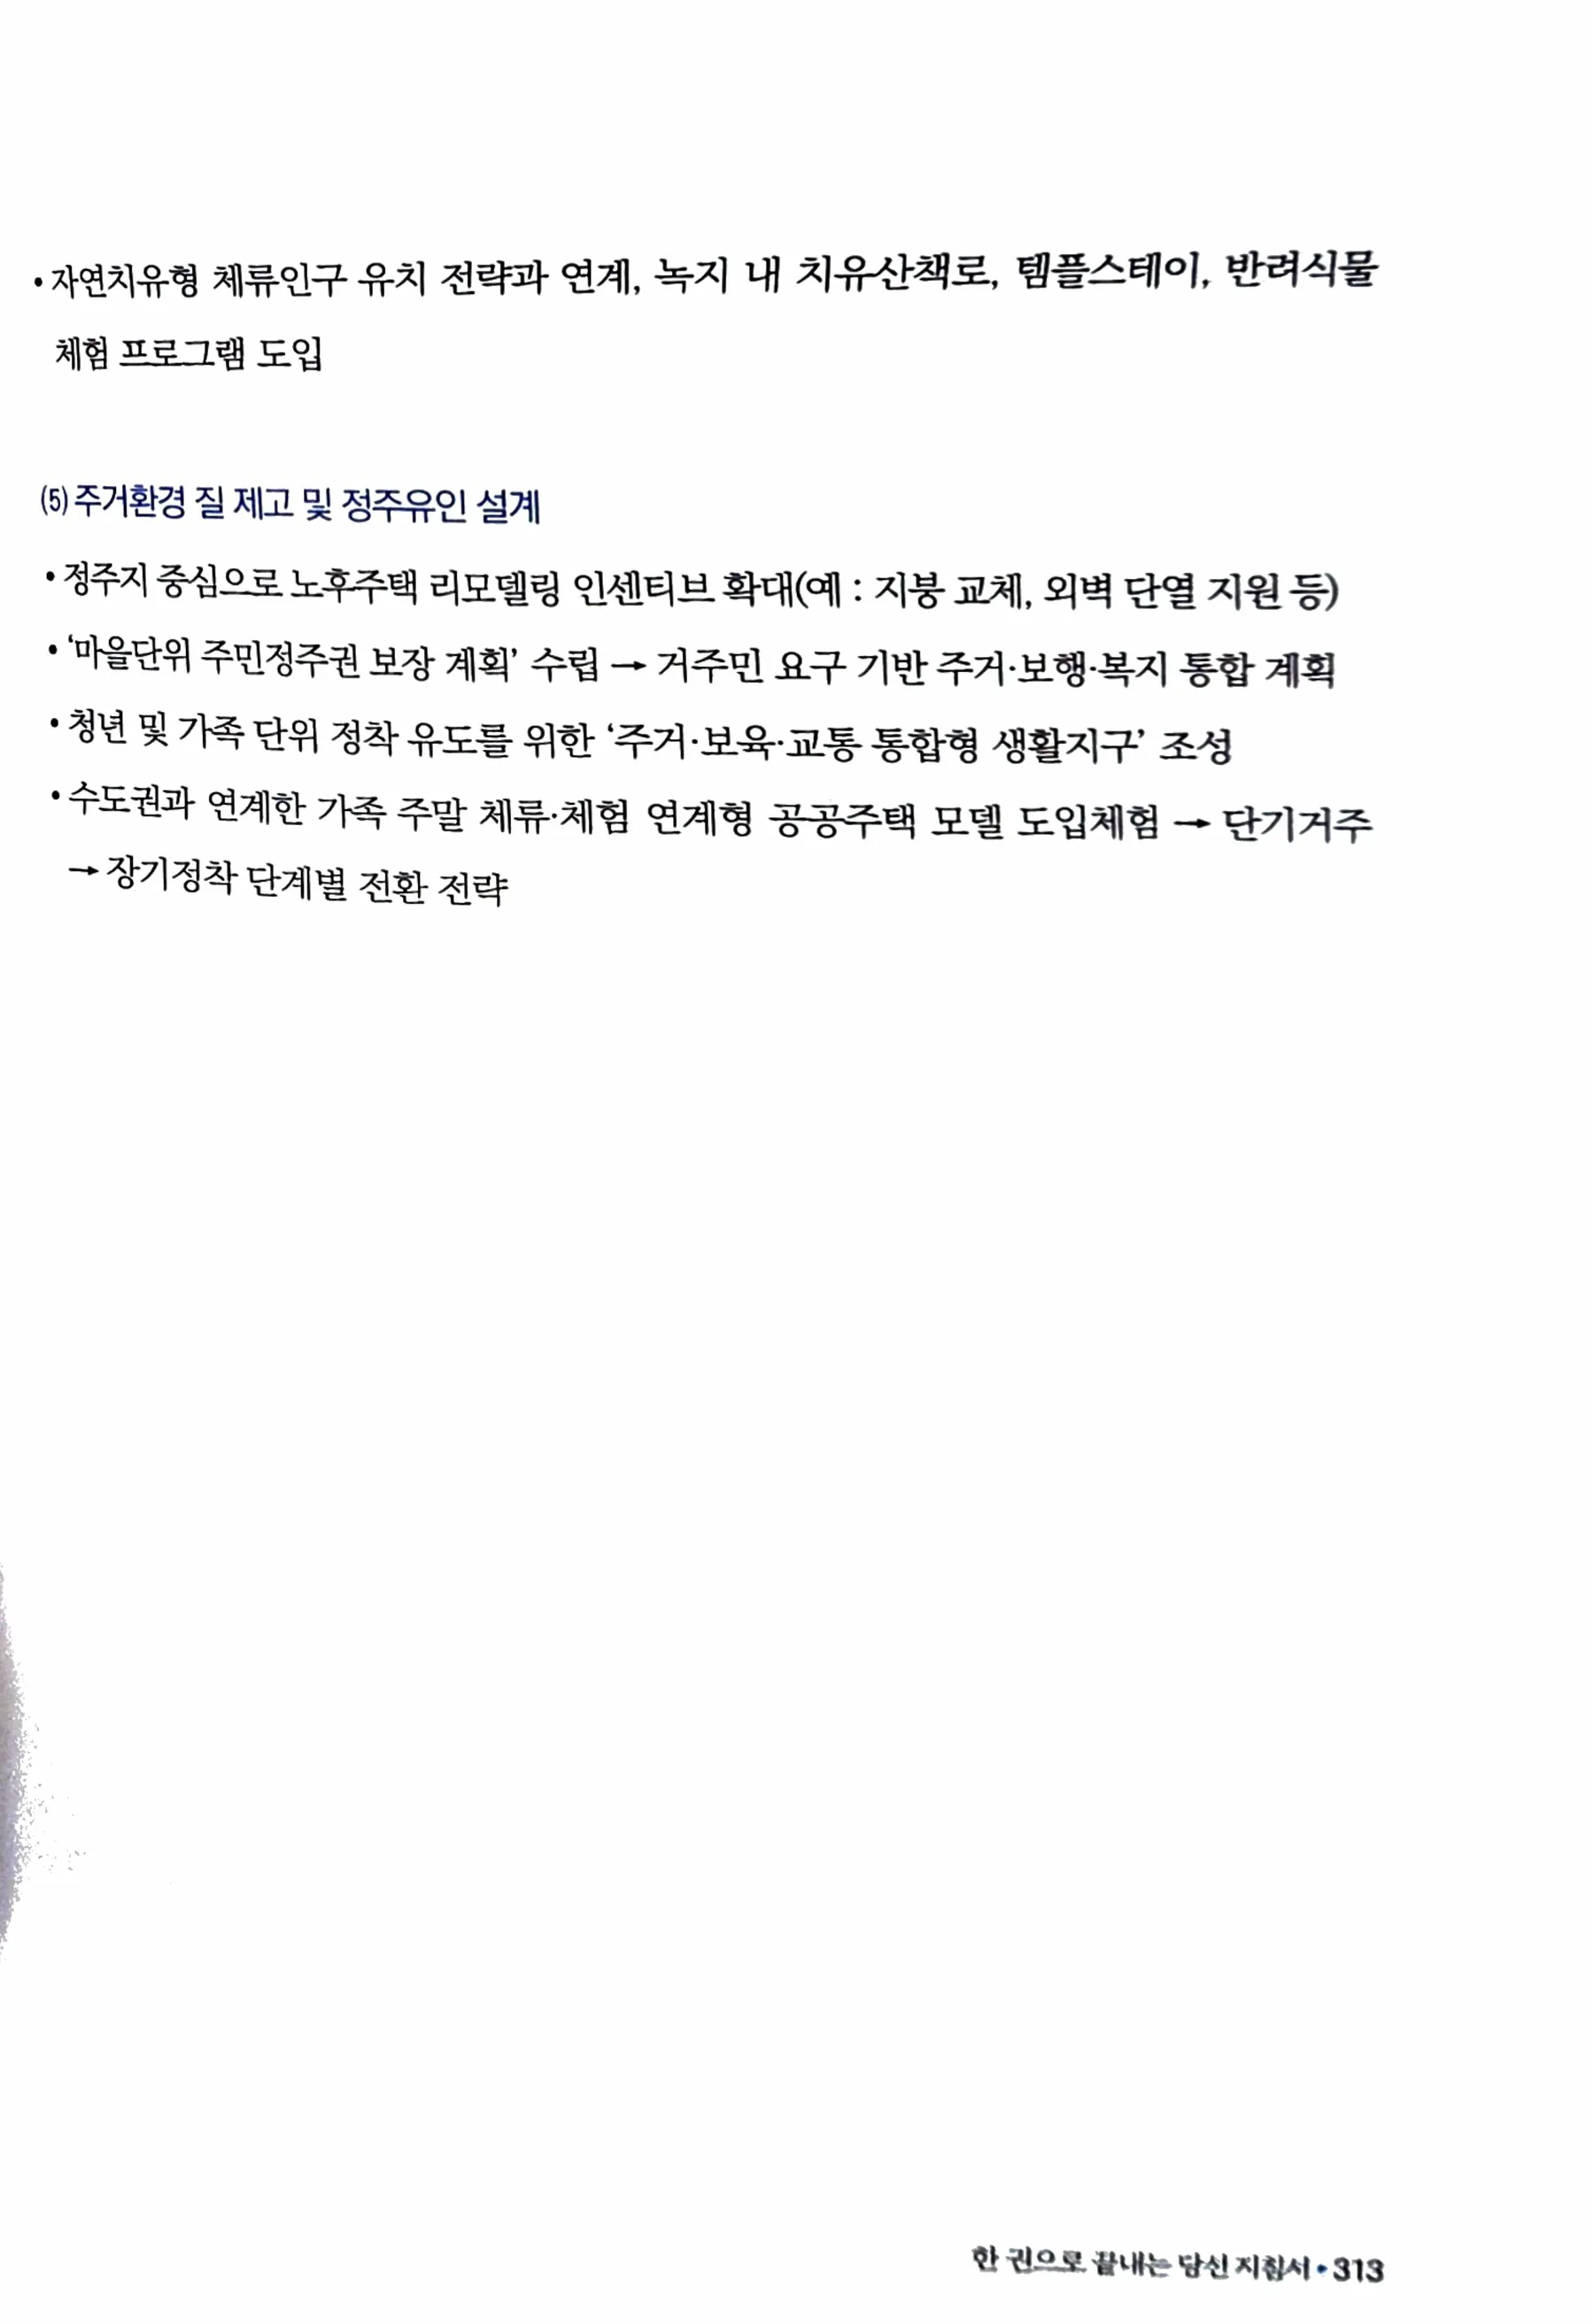 • 자연치유형 체류인구 유치 전략과 연계, 녹지 내 치유산책로, 템플스테이, 반려식물
체험 프로그램 도입
(5) 주거환경 질 제고 및 정주유인 설계
• 정주지 중심으로 노후주택 리모델링 인센티브 확대(예 : 지붕 교체, 외벽 단열 지원 등)
• ‘마을단위 주민정주권 보장 계획’ 수립 → 거주민 요구 기반 주거·보행·복지 통합 계획
• 청년 및 가족 단위 정착 유도를 위한 ‘주거·보육·교통 통합형 생활지구’ 조성
• 수도권과 연계한 가족 주말 체류·체험 연계형 공공주택 모델 도입체험 → 단기거주
→ 장기정착 단계별 전환 전략
한 권으로 끝내는 당신 지침서 • 313